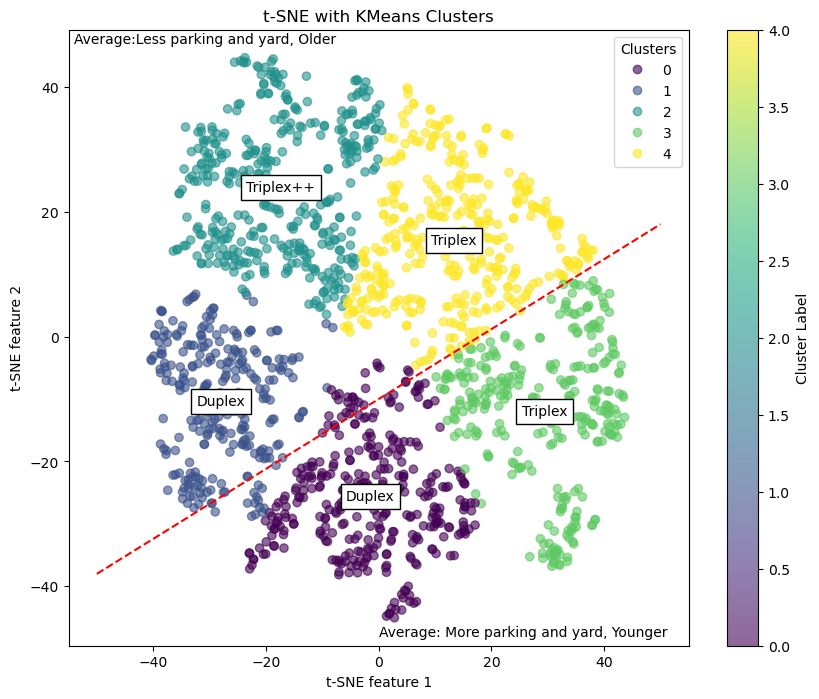 t-SNE with KMeans Clusters
Average:Less parking and yard, Older
Clusters
0
1
2
3
4
Triplex++
Triplex
Duplex
Triplex
Duplex
Average: More parking and yard, Younger
40
20
0
−20
−40
t-SNE feature 2
−40
−20
0
20
40
t-SNE feature 1
4.0
3.5
3.0
2.5
2.0
1.5
1.0
0.5
0.0
Cluster Label